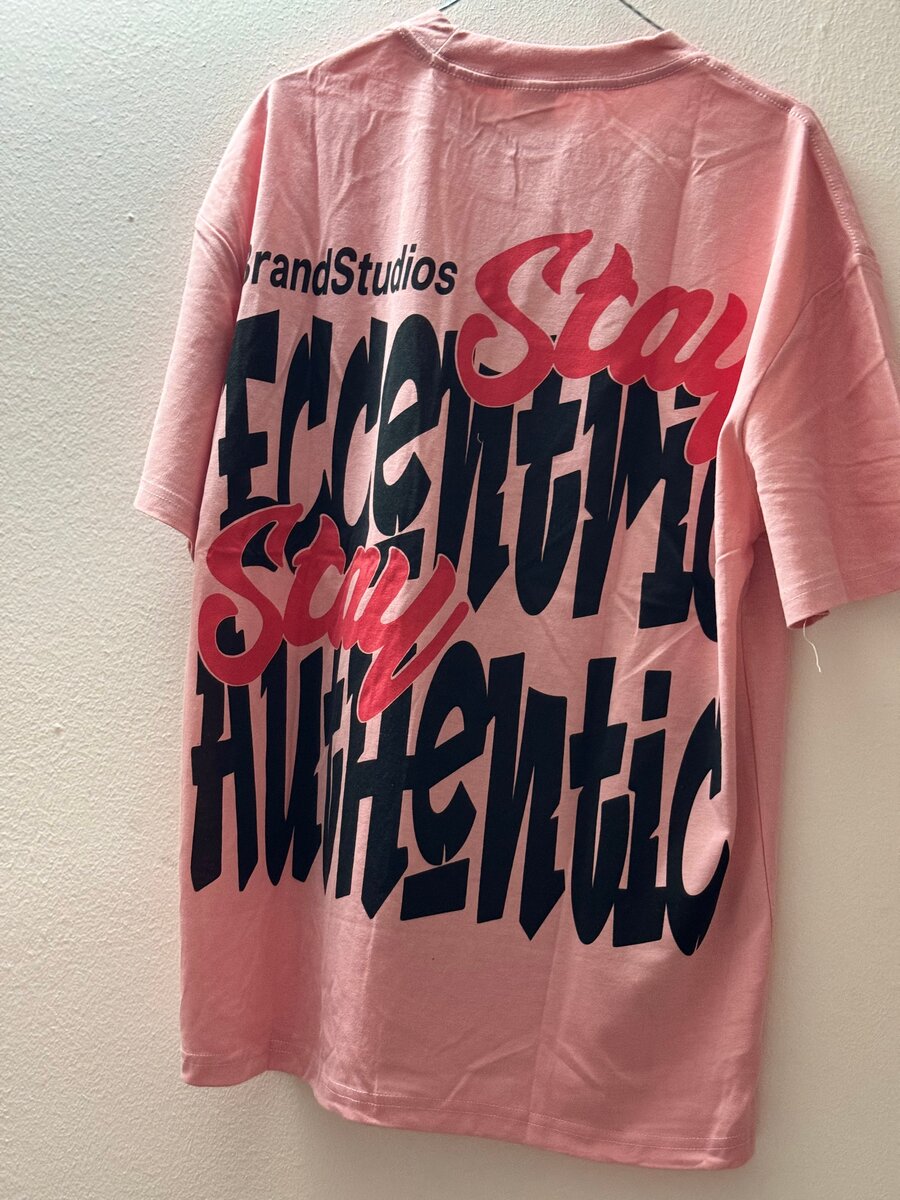 BrandStudios
Stay
Eccentric
Stay
Authentic